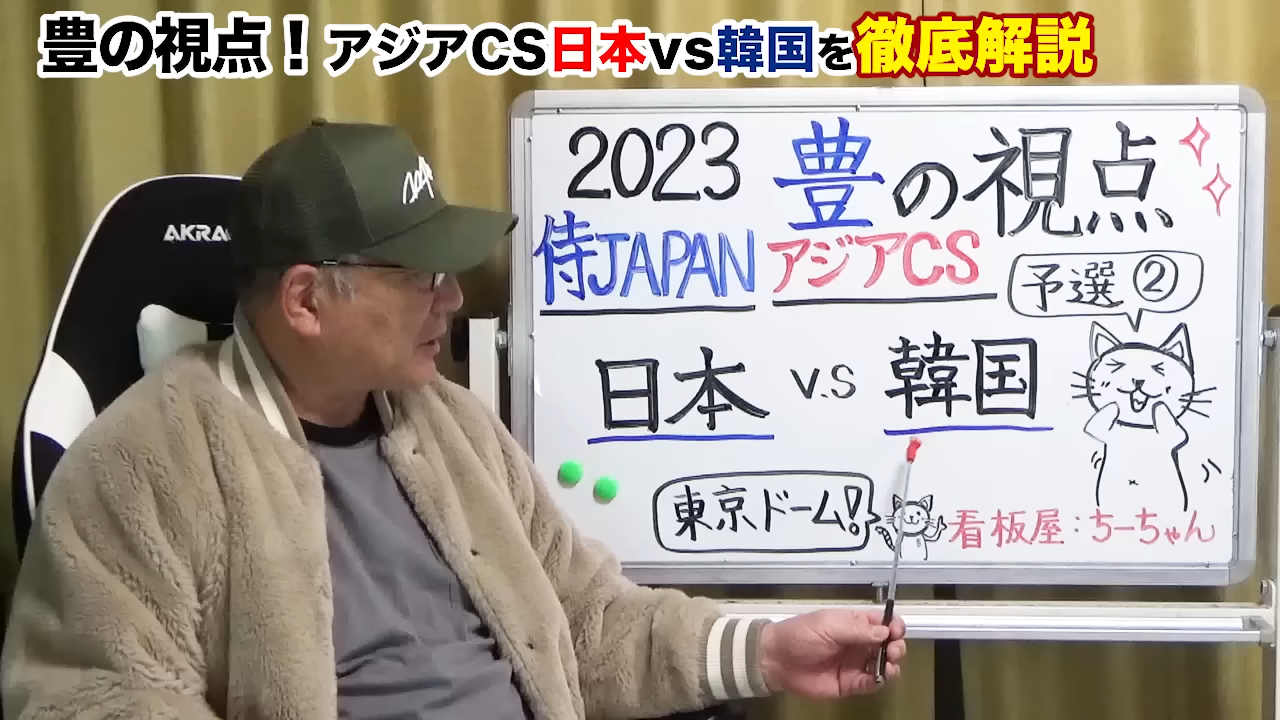 豊の視点！アジアCS日本vs韓国を徹底解説
2023 豊の視点
侍JAPAN アジアCS
予選②
日本 v.s 韓国
東京ドーム!
看板屋:ちーちゃん